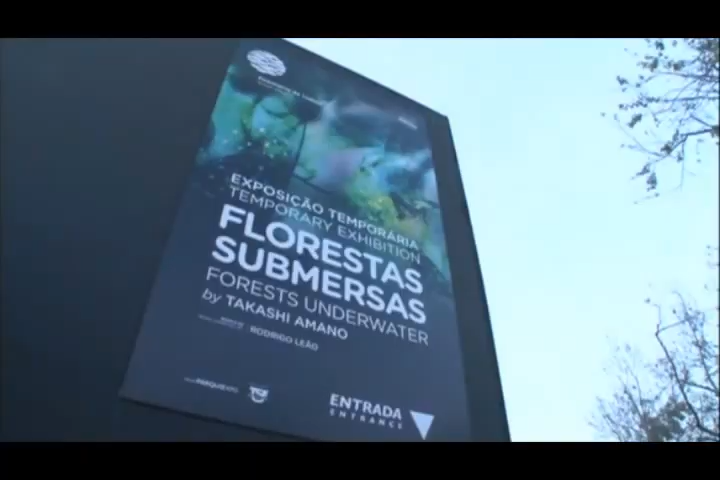 EXPOSIÇÃO TEMPORÁRIA
TEMPORARY EXHIBITION
FLORESTAS
SUBMERSAS
FORESTS UNDERWATER
by TAKASHI AMANO
RODRIGO LEÃO
ENTRADA
ENTRANCE